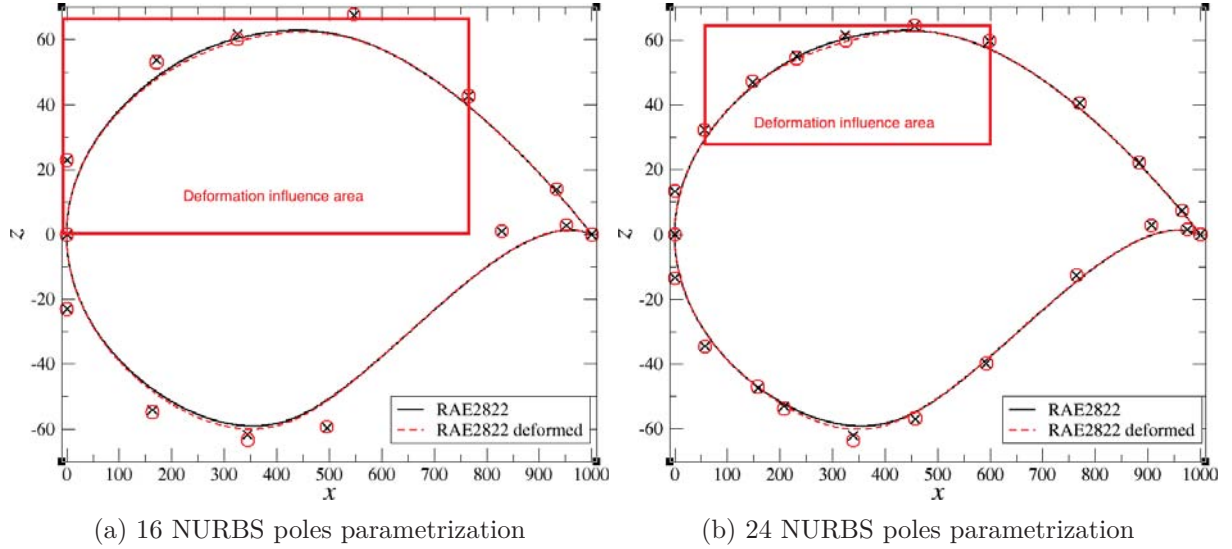 60
40
20
0
-20
-40
-60
z
Deformation influence area
RAE2822
RAE2822 deformed
0 100 200 300 400 500 600 700 800 900 1000
x
(a) 16 NURBS poles parametrization
60
40
20
0
-20
-40
-60
z
Deformation influence area
RAE2822
RAE2822 deformed
0 100 200 300 400 500 600 700 800 900 1000
x
(b) 24 NURBS poles parametrization